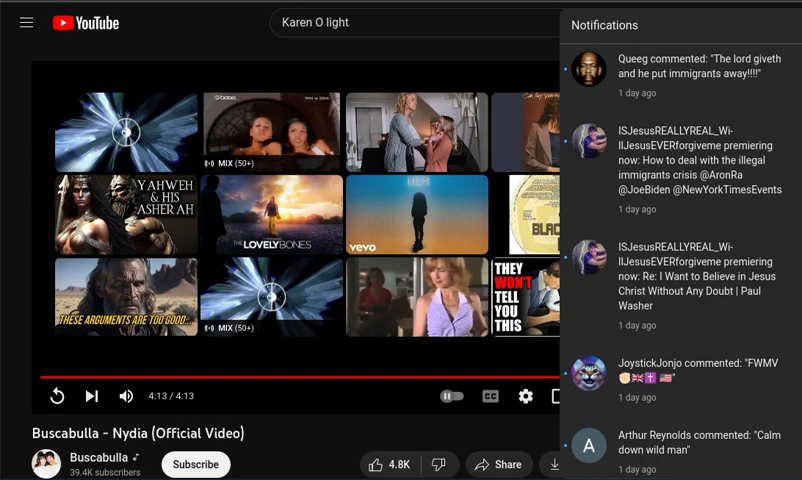 YouTube
Karen O light
Notifications
Queeg commented: "The lord giveth
and he put immigrants away!!!!"
1 day ago
ISJesusREALLYREAL_Wi-
llJesusEVERforgiveme premiering
now: How to deal with the illegal
immigrants crisis @AronRa
@JoeBiden @NewYorkTimesEvents
1 day ago
ISJesusREALLYREAL_Wi-
llJesusEVERforgiveme premiering
now: Re: I Want to Believe in Jesus
Christ Without Any Doubt | Paul
Washer
1 day ago
JoystickJonjo commented: "FWMV
✊🏻🇬🇧✝️ 🇺🇸"
1 day ago
A
Arthur Reynolds commented: "Calm
down wild man"
1 day ago
MIX (50+)
YAHWEH
& HIS
ASHERAH
THE LOVELY BONES
H.E.R.
vevo
BLAC
THESE ARGUMENTS ARE TOO GOOD...
MIX (50+)
THEY
WON'T
TELL
YOU
THIS
4:13 / 4:13
CC
Buscabulla - Nydia (Official Video)
Buscabulla
39.4K subscribers
Subscribe
4.8K
Share